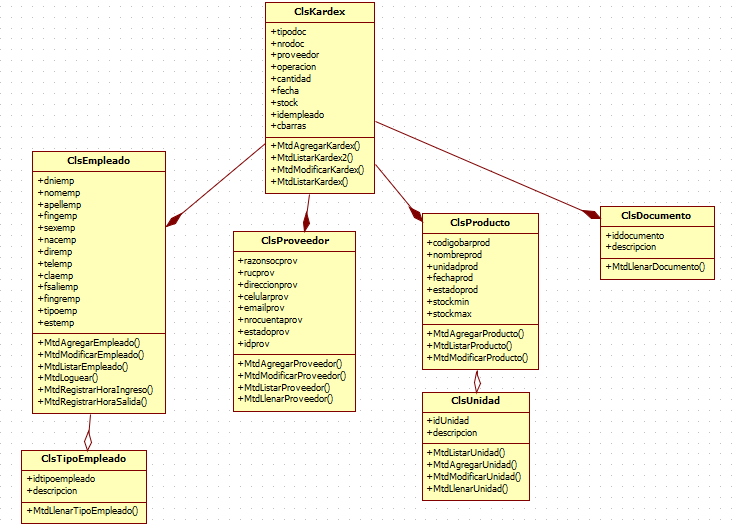 ClsKardex
+tipodoc
+nrodoc
+proveedor
+operacion
+cantidad
+fecha
+stock
+idempleado
+cbarras
+MtdAgregarKardex()
+MtdListarKardex2()
+MtdModificarKardex()
+MtdListarKardex()
ClsEmpleado
+dniemp
+nomemp
+apellemp
+fingemp
+sexemp
+nacemp
+diremp
+telemp
+claemp
+fsaliemp
+fingremp
+tipoemp
+estemp
+MtdAgregarEmpleado()
+MtdModificarEmpleado()
+MtdListarEmpleado()
+MtdLoguear()
+MtdRegistrarHoraIngreso()
+MtdRegistrarHoraSalida()
ClsProveedor
+razonsocprov
+rucprov
+direccionprov
+celularprov
+emailprov
+nrocuentaprov
+estadoprov
+idprov
+MtdAgregarProveedor()
+MtdModificarProveedor()
+MtdListarProveedor()
+MtdLlenarProveedor()
ClsProducto
+codigobarprod
+nombreprod
+unidadprod
+fechaprod
+estadoprod
+stockmin
+stockmax
+MtdAgregarProducto()
+MtdListarProducto()
+MtdModificarProducto()
ClsDocumento
+iddocumento
+descripcion
+MtdLlenarDocumento()
ClsTipoEmpleado
+idtipoempleado
+descripcion
+MtdLlenarTipoEmpleado()
ClsUnidad
+idUnidad
+descripcion
+MtdListarUnidad()
+MtdAgregarUnidad()
+MtdModificarUnidad()
+MtdLlenarUnidad()